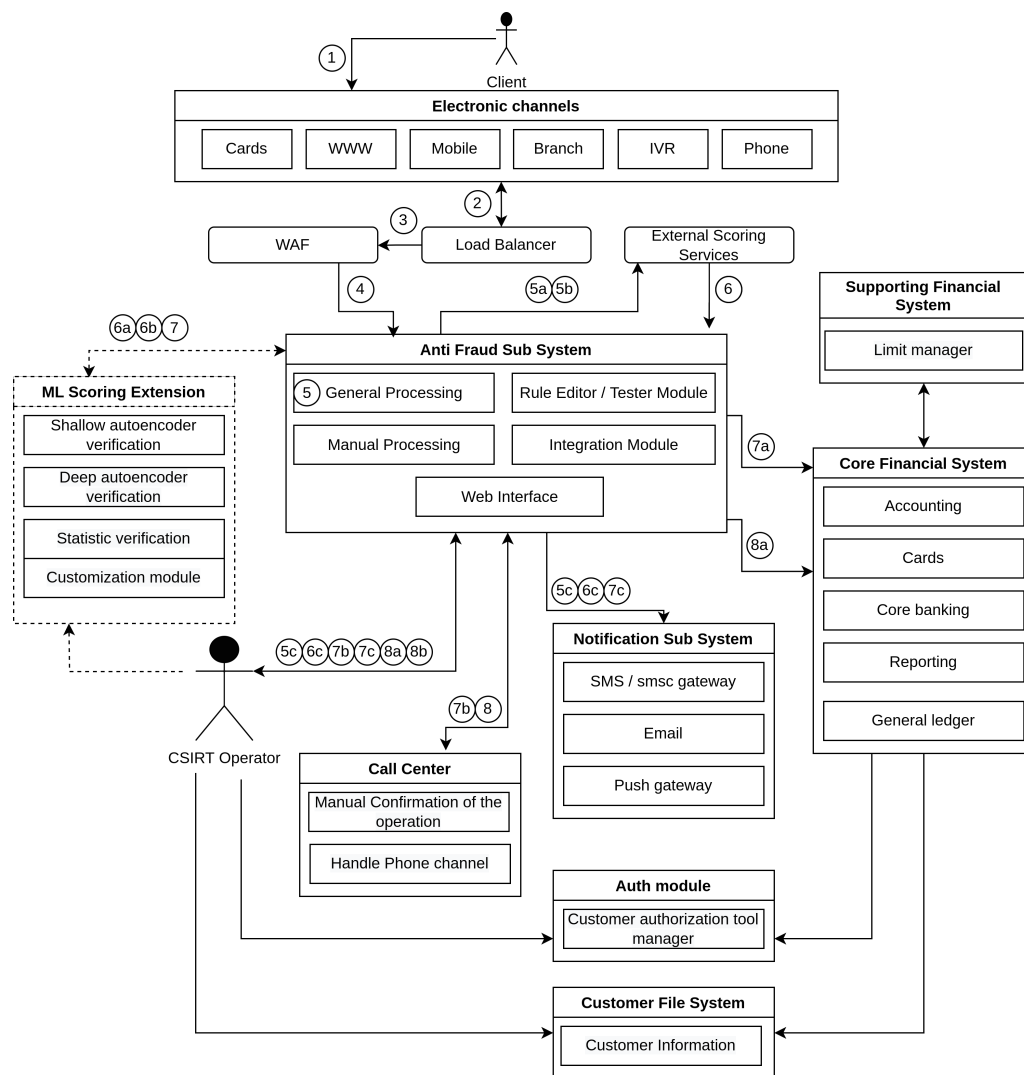 1
Client
Electronic channels
Cards
WWW
Mobile
Branch
IVR
Phone
2
3
WAF
Load Balancer
External Scoring
Services
4
5a
5b
6
Supporting Financial
System
Limit manager
6a
6b
7
Anti Fraud Sub System
5
General Processing
Rule Editor / Tester Module
Manual Processing
Integration Module
Web Interface
ML Scoring Extension
Shallow autoencoder
verification
Deep autoencoder
verification
Statistic verification
Customization module
7a
8a
Core Financial System
Accounting
Cards
Core banking
Reporting
General ledger
5c
6c
7c
Notification Sub System
SMS / smsc gateway
Email
Push gateway
5c
6c
7b
7c
8a
8b
CSIRT Operator
7b
8
Call Center
Manual Confirmation of the
operation
Handle Phone channel
Auth module
Customer authorization tool
manager
Customer File System
Customer Information